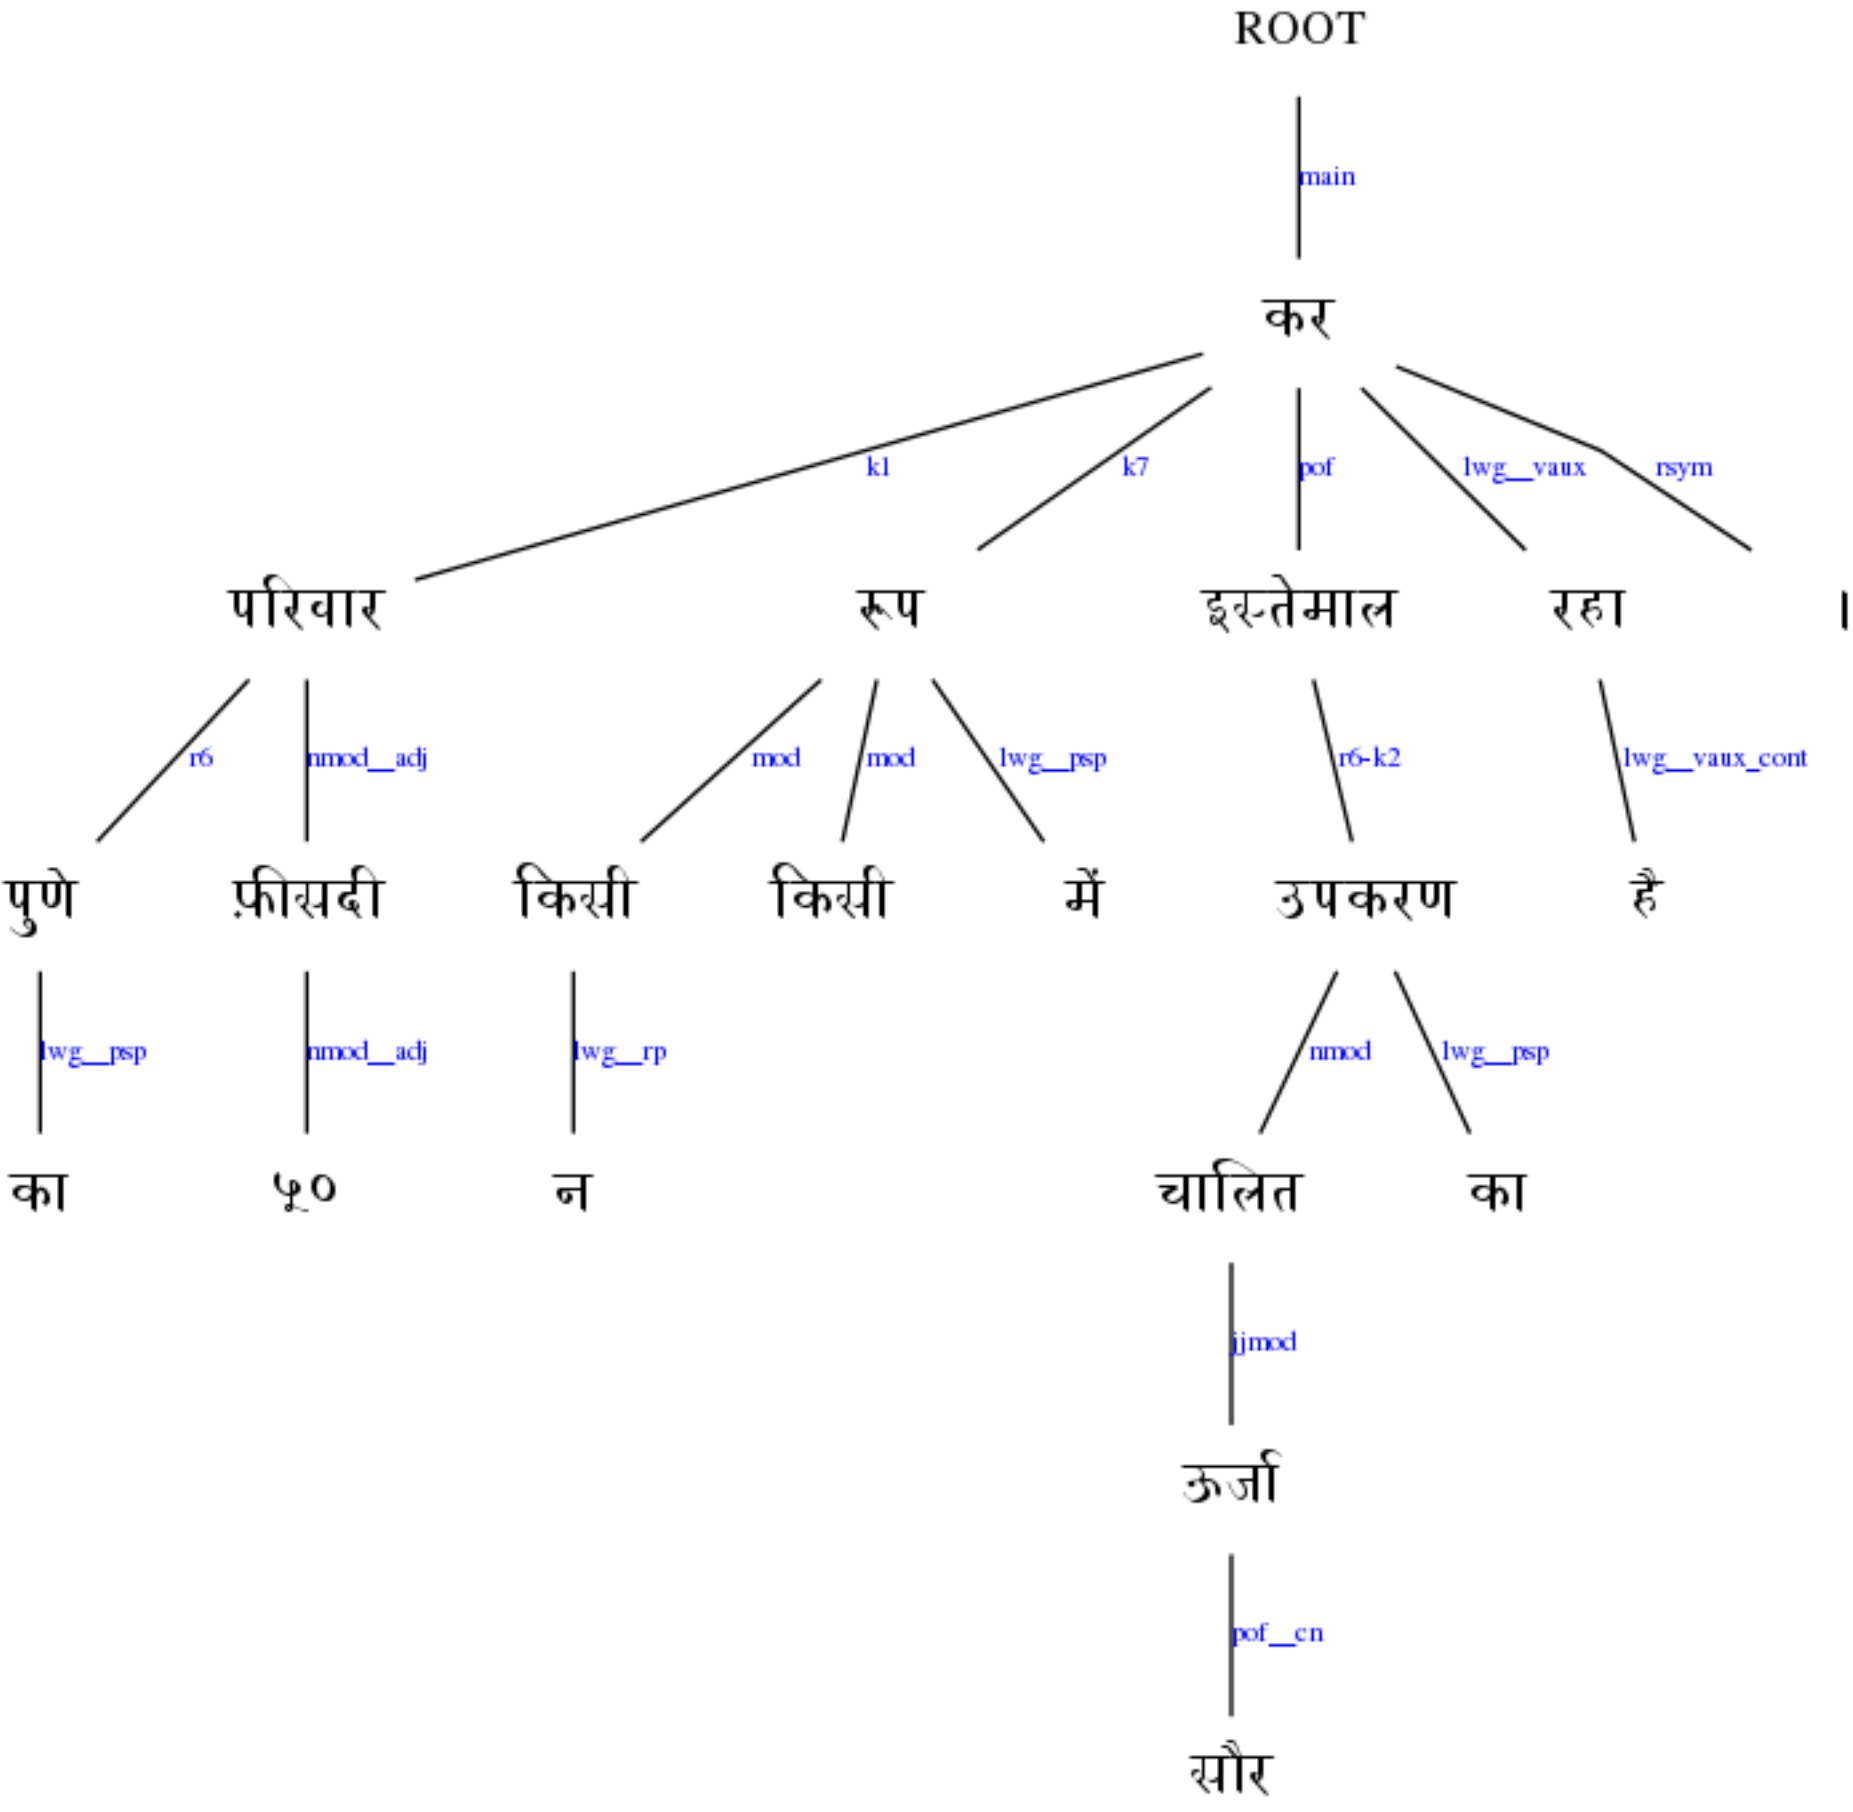 ROOT
main
कर
k1 k7 pof lwg__vaux rsym
परिवार रूप इस्तेमाल रहा ।
r6 nmod__adj mod mod lwg__psp r6-k2 lwg__vaux_cont
पुणे फ़ीसदी किसी किसी में उपकरण है
lwg__psp nmod__adj lwg__rp nmod lwg__psp
का ५० न चालित का
jjmod
ऊर्जा
pof__cn
सौर